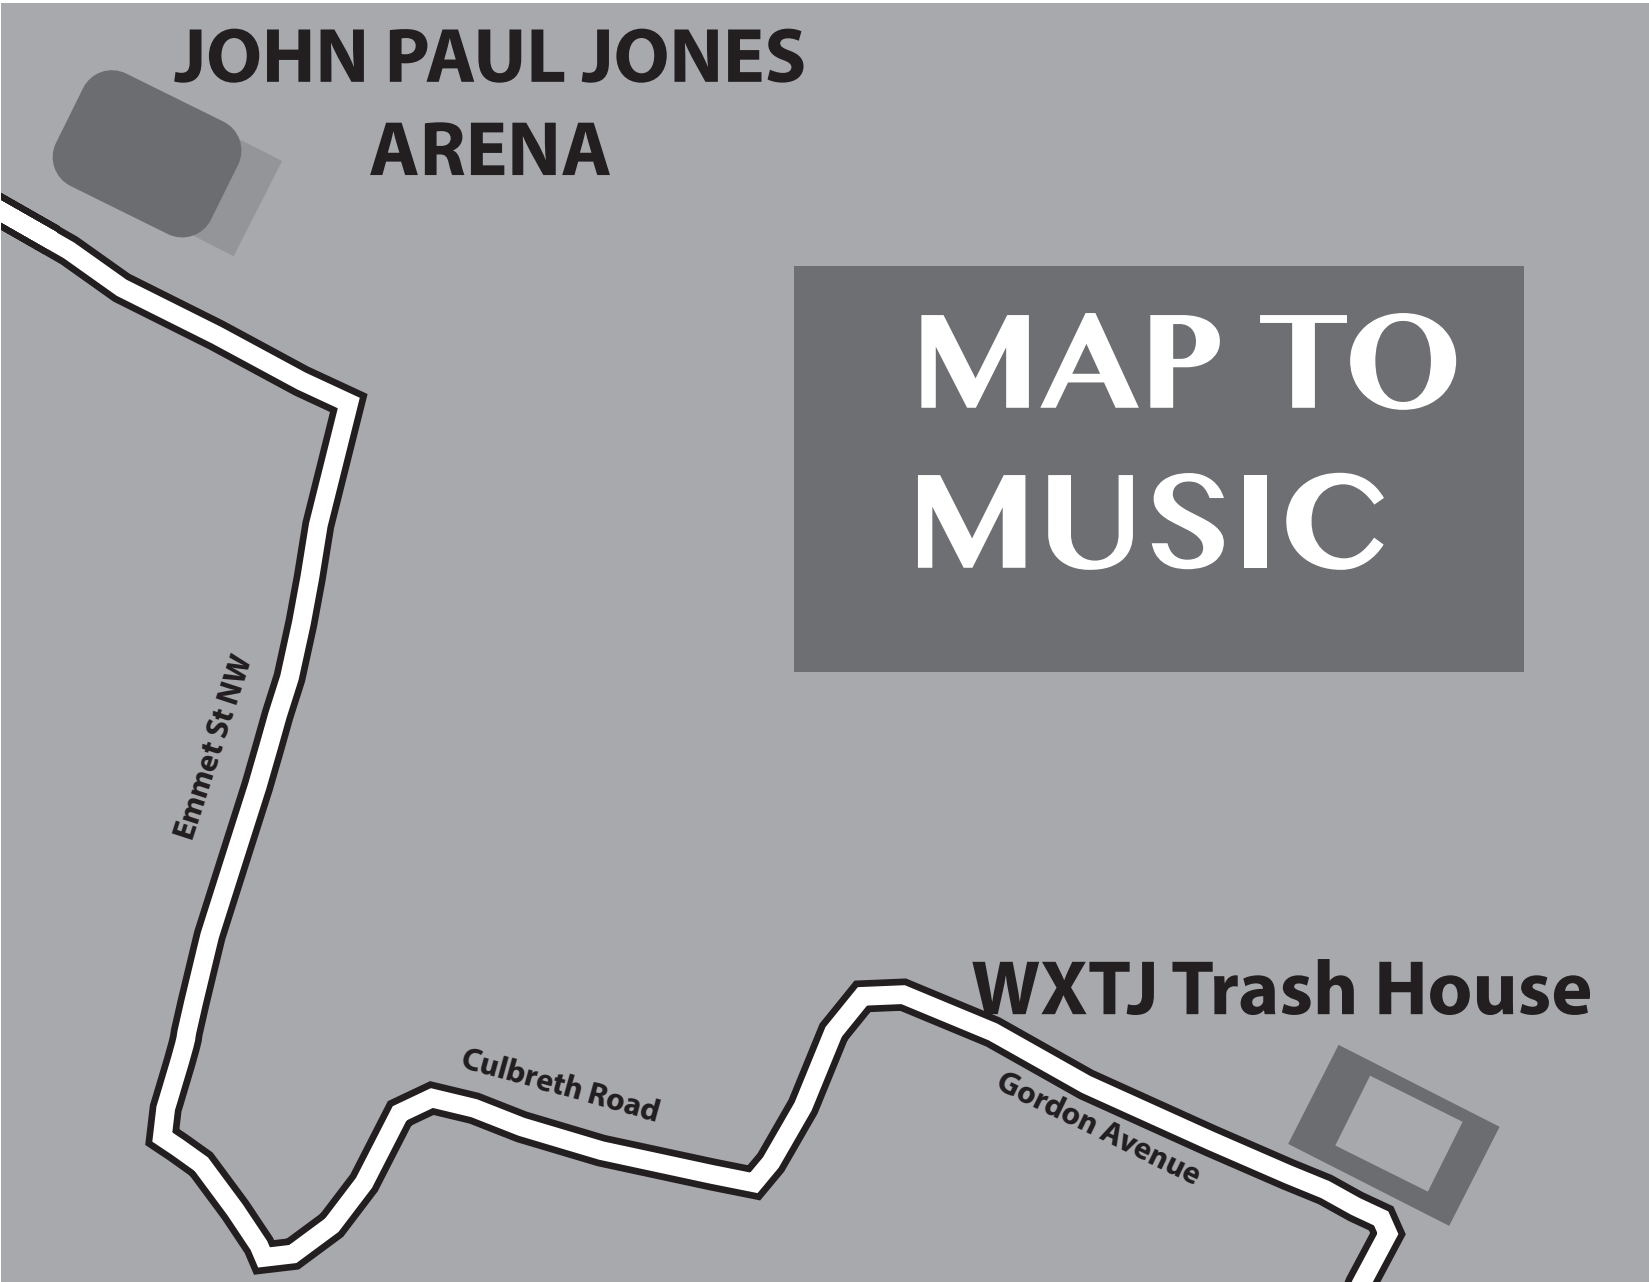 JOHN PAUL JONES
ARENA
MAP TO
MUSIC
Emmet St NW
WXTJ Trash House
Culbreth Road
Gordon Avenue